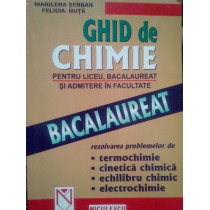 MARILENA ȘERBAN
FELICIA NUȚĂ
GHID de
CHIMIE
PENTRU LICEU, BACALAUREAT
ȘI ADMITERE ÎN FACULTATE
BACALAUREAT
rezolvarea problemelor de
• termochimie
• cinetică chimică
• echilibru chimic
• electrochimie
N
NICULESCU